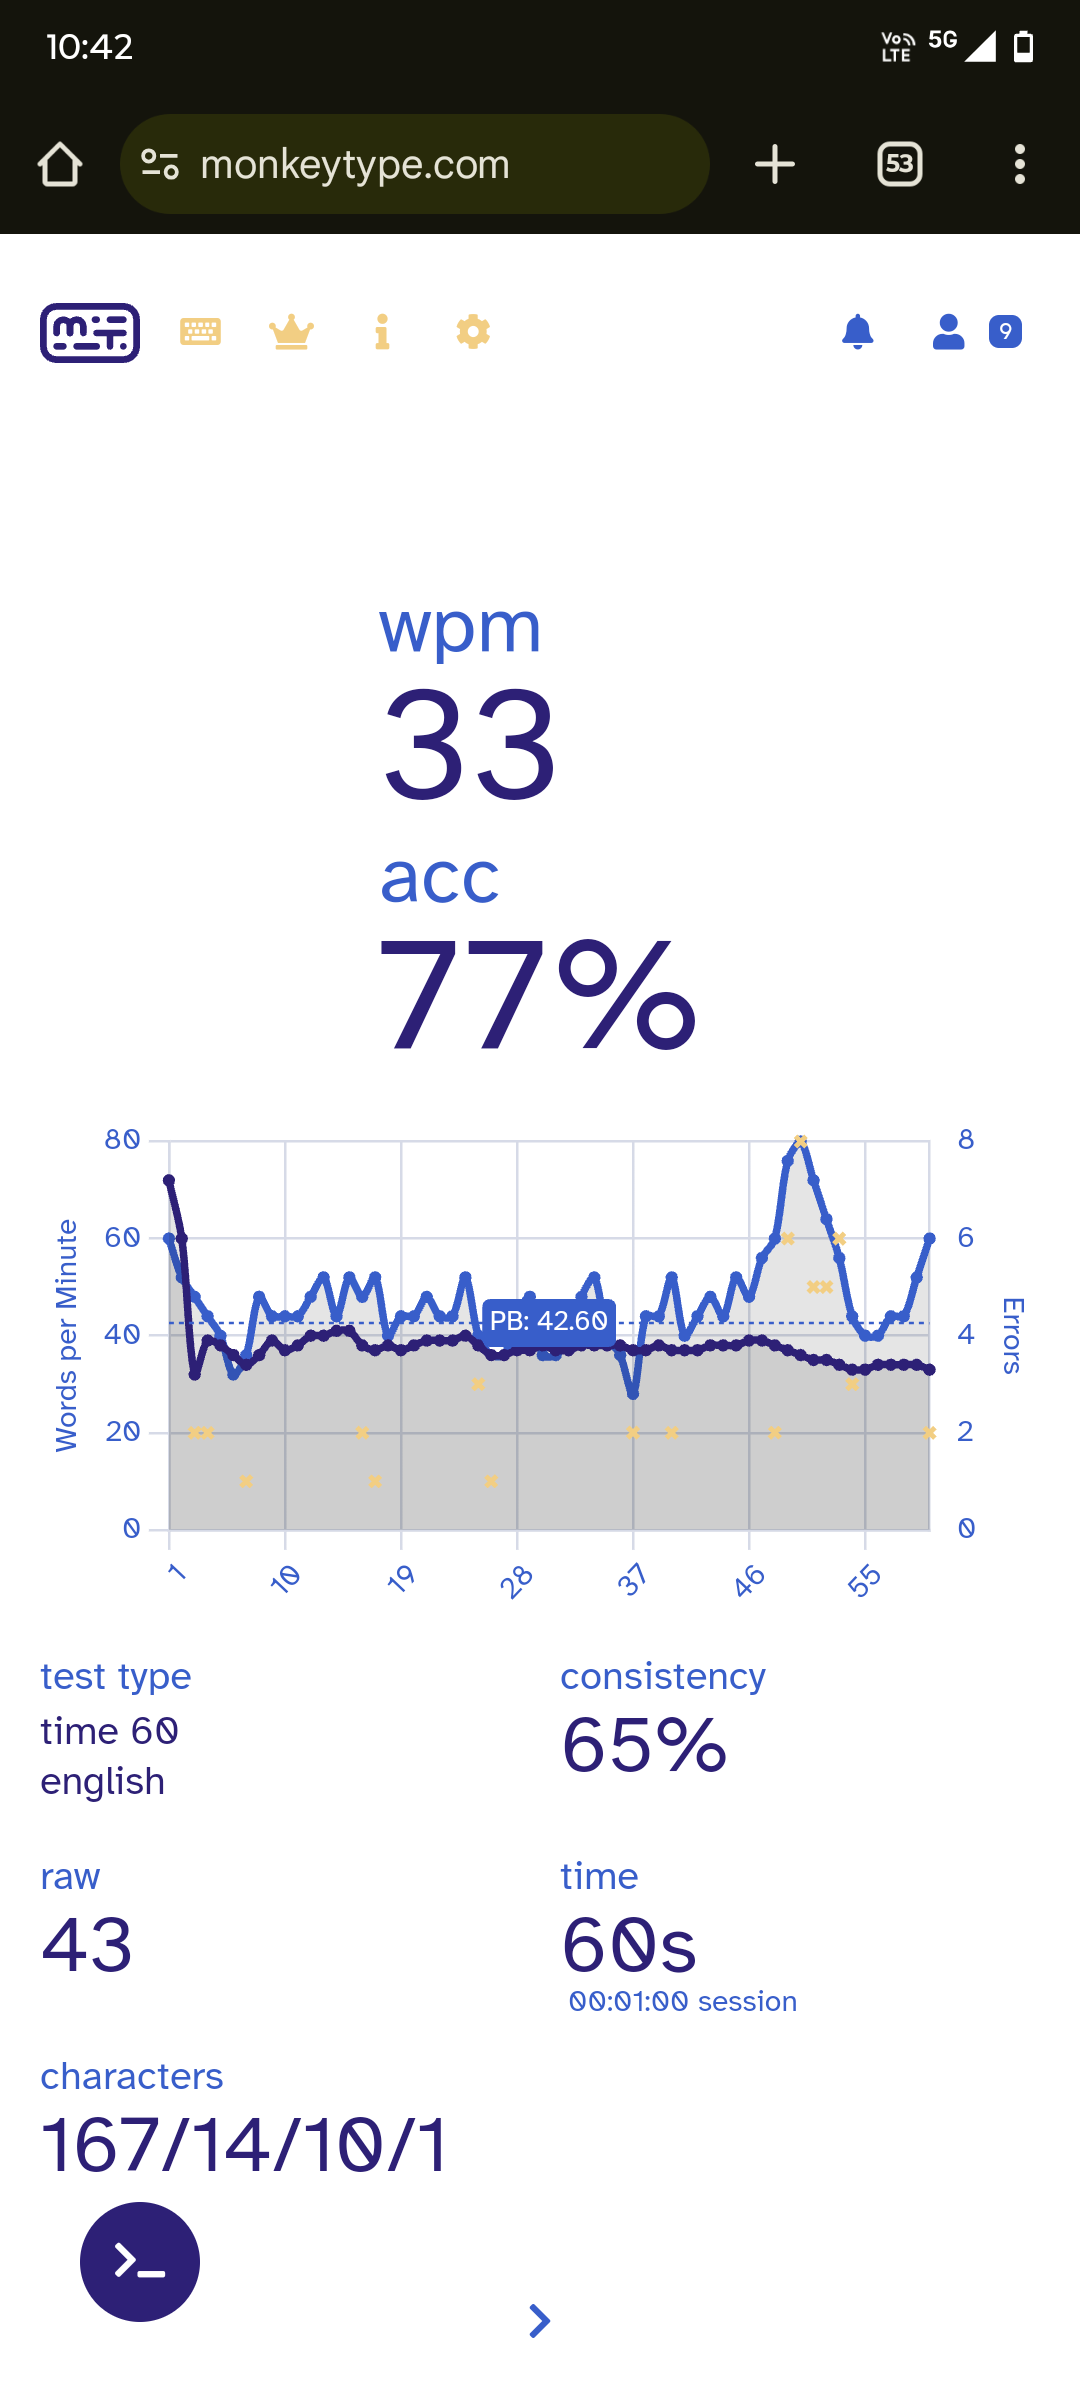 10:42
Vo LTE 5G
monkeytype.com
53
mT
9
wpm
33
acc
77%
Words per Minute
80
60
40
20
0
PB: 42.60
8
6
4
2
0
Errors
1 10 19 28 37 46 55
test type
time 60
english
consistency
65%
raw
43
time
60s
00:01:00 session
characters
167/14/10/1